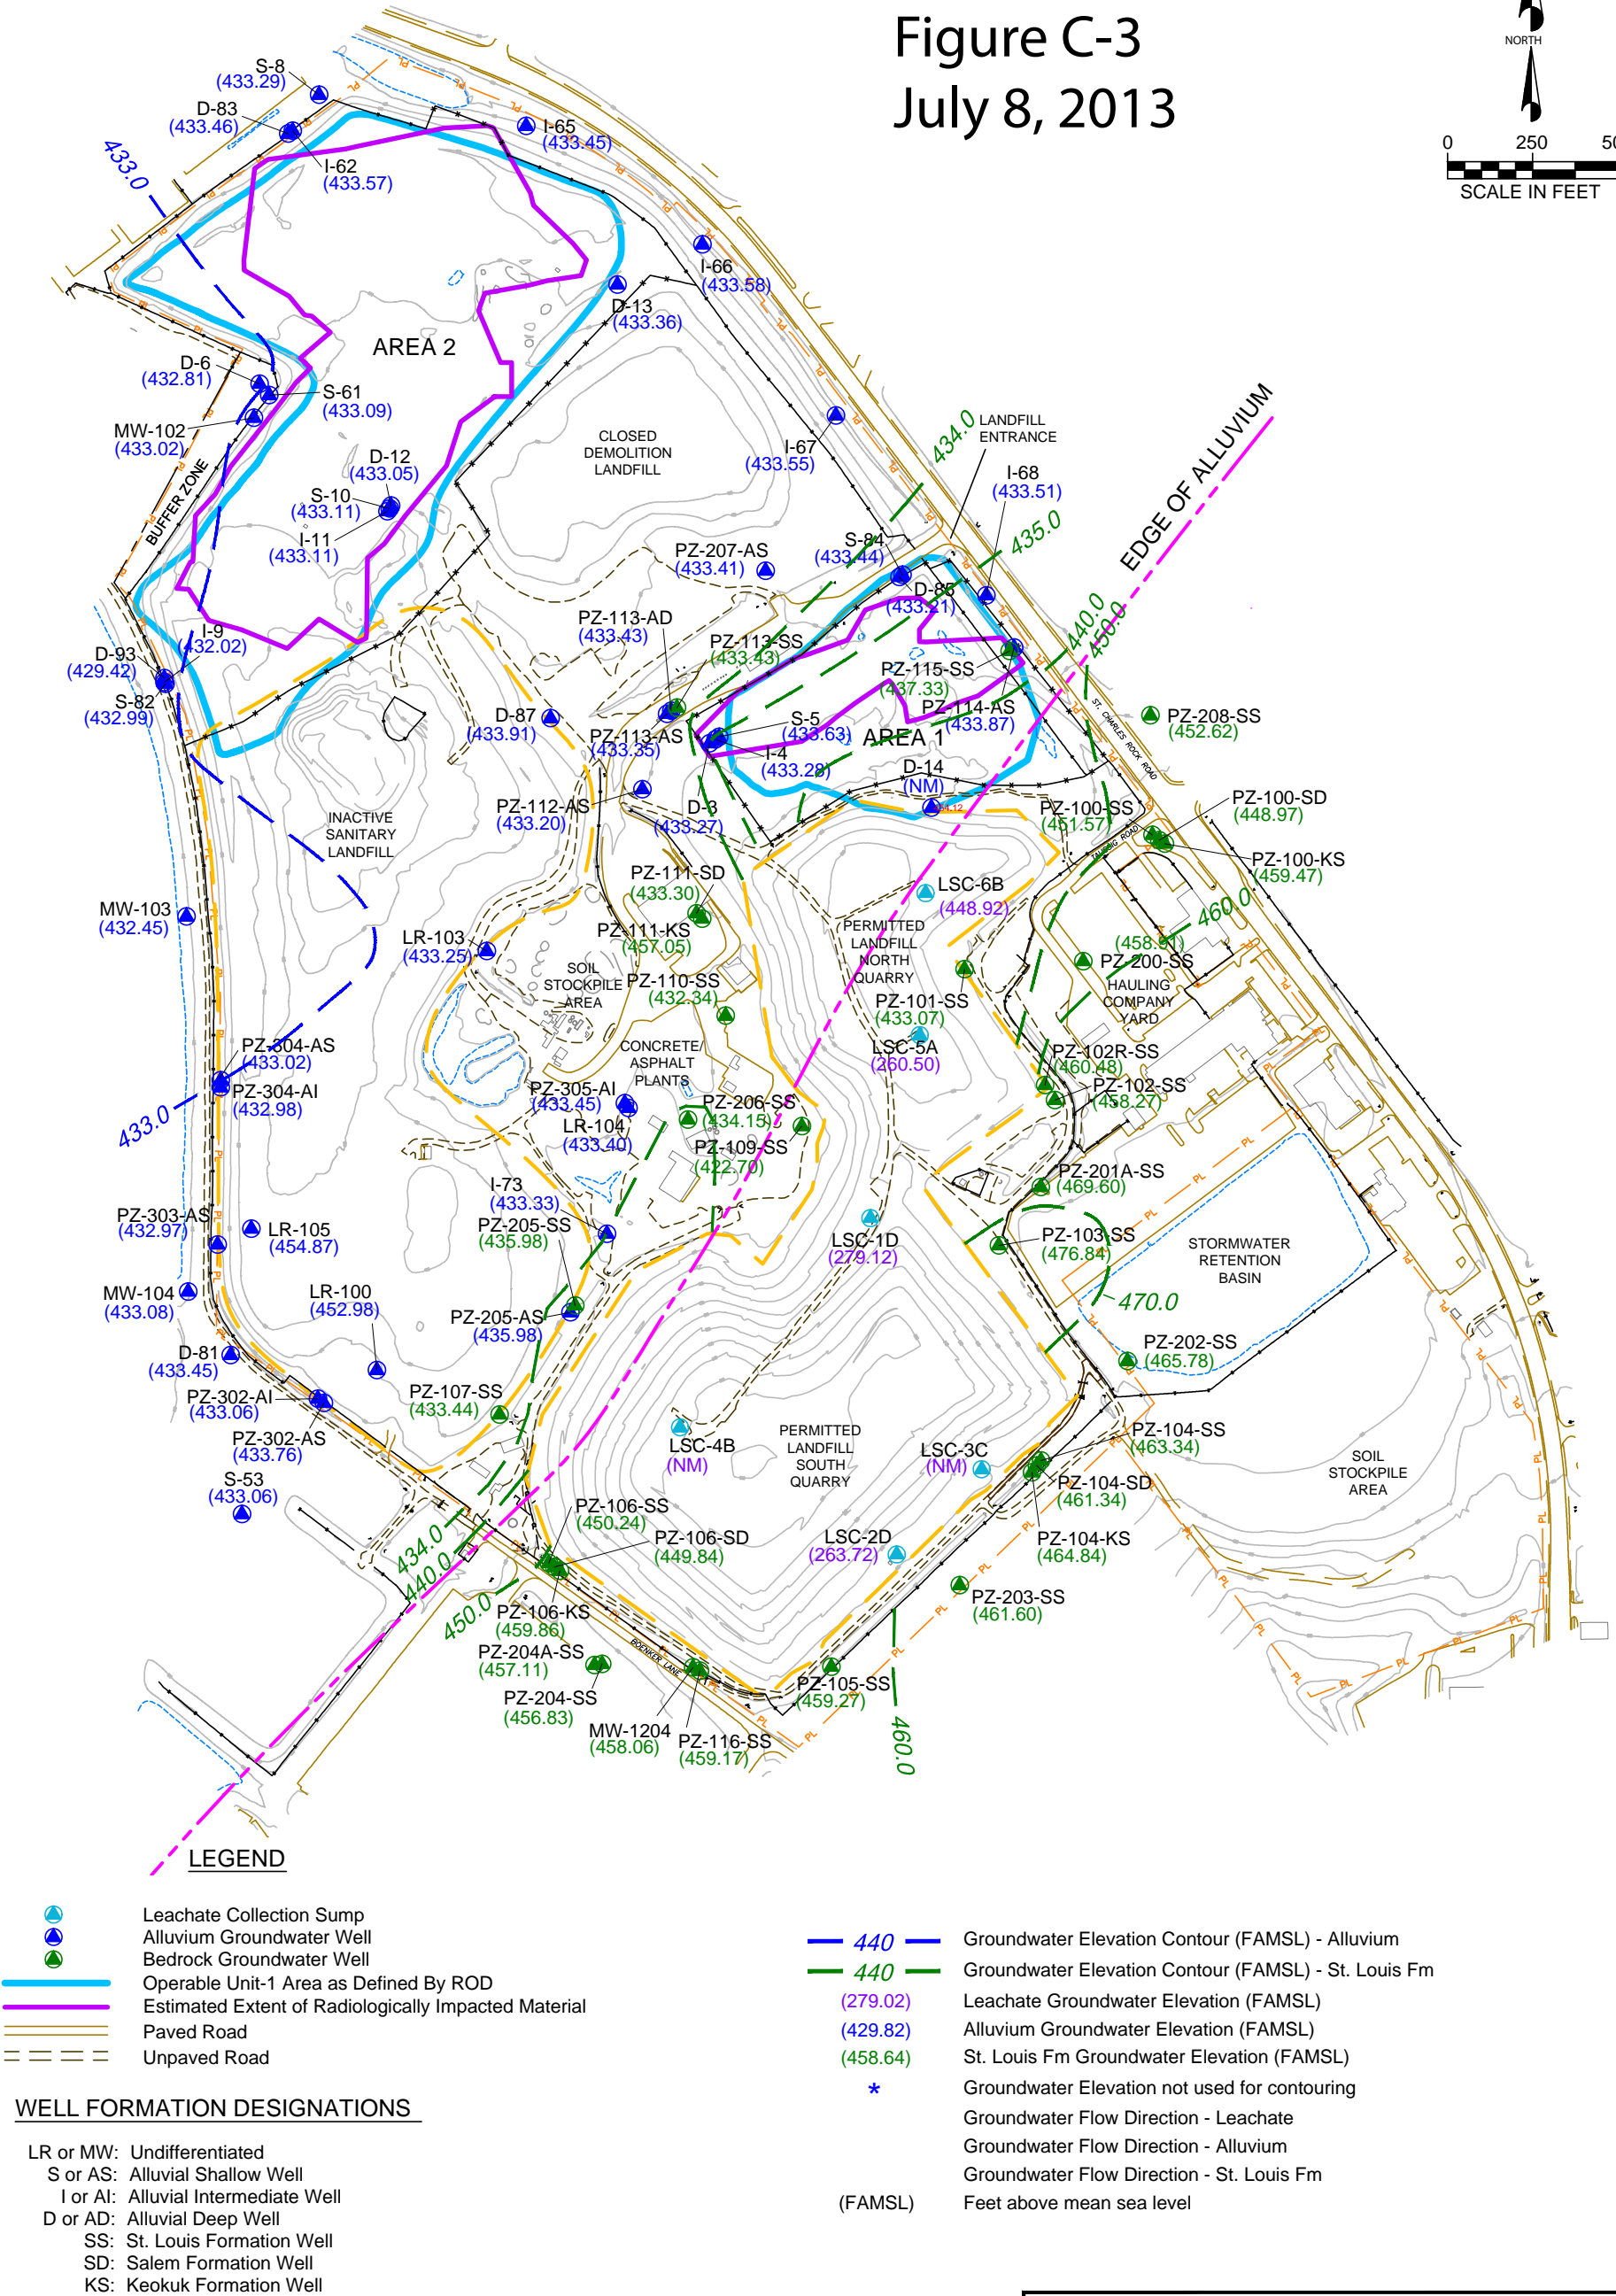 Figure C-3
July 8, 2013
NORTH
0 250
SCALE IN FEET
S-8
(433.29)
D-83
(433.46)
I-62
(433.57)
I-65
(433.45)
433.0
I-66
(433.58)
D-13
(433.36)
AREA 2
D-6
(432.81)
S-61
(433.09)
MW-102
(433.02)
BUFFER ZONE
D-12
(433.05)
S-10
(433.11)
I-11
(433.11)
CLOSED
DEMOLITION
LANDFILL
I-67
(433.55)
434.0
LANDFILL
ENTRANCE
I-68
(433.51)
435.0
EDGE OF ALLUVIUM
S-84
(433.44)
D-85
(433.21)
PZ-207-AS
(433.41)
PZ-113-AD
(433.43)
PZ-113-SS
(433.43)
440.0
450.0
I-9
(432.02)
D-93
(429.42)
S-82
(432.99)
PZ-115-SS
(437.33)
PZ-114-AS
(433.87)
ST. CHARLES ROCK ROAD
PZ-208-SS
(452.62)
D-87
(433.91)
PZ-113-AS
(433.35)
S-5
(433.63)
AREA 1
I-4
(433.28)
D-14
(NM)
PZ-112-AS
(433.20)
D-3
(433.27)
PZ-100-SS
(451.57)
PZ-100-SD
(448.97)
PZ-100-KS
(459.47)
INACTIVE
SANITARY
LANDFILL
PZ-111-SD
(433.30)
LSC-6B
(448.92)
460.0
MW-103
(432.45)
LR-103
(433.25)
PZ-111-KS
(457.05)
PERMITTED
LANDFILL
NORTH
QUARRY
(458.91)
PZ-200-SS
HAULING
COMPANY
YARD
SOIL
STOCKPILE
AREA
PZ-110-SS
(432.34)
PZ-101-SS
(433.07)
LSC-5A
(260.50)
PZ-304-AS
(433.02)
PZ-304-AI
(432.98)
433.0
CONCRETE/
ASPHALT
PLANTS
PZ-102R-SS
(460.48)
PZ-102-SS
(458.27)
PZ-305-AI
(433.45)
LR-104
(433.40)
PZ-206-SS
(434.15)
PZ-109-SS
(422.70)
PZ-201A-SS
(469.60)
I-73
(433.33)
PZ-303-AS
(432.97)
LR-105
(454.87)
PZ-205-SS
(435.98)
LSC-1D
(279.12)
PZ-103-SS
(476.84)
STORMWATER
RETENTION
BASIN
MW-104
(433.08)
LR-100
(452.98)
470.0
PZ-205-AS
(435.98)
D-81
(433.45)
PZ-202-SS
(465.78)
PZ-302-AI
(433.06)
PZ-107-SS
(433.44)
PZ-302-AS
(433.76)
LSC-4B
(NM)
PERMITTED
LANDFILL
SOUTH
QUARRY
LSC-3C
(NM)
PZ-104-SS
(463.34)
PZ-104-SD
(461.34)
SOIL
STOCKPILE
AREA
S-53
(433.06)
PZ-106-SS
(450.24)
PZ-106-SD
(449.84)
LSC-2D
(263.72)
PZ-104-KS
(464.84)
434.0
440.0
450.0
PZ-106-KS
(459.86)
PZ-203-SS
(461.60)
PZ-204A-SS
(457.11)
BOENKER LANE
PZ-204-SS
(456.83)
PZ-105-SS
(459.27)
MW-1204
(458.06)
PZ-116-SS
(459.17)
460.0
LEGEND
Leachate Collection Sump
Alluvium Groundwater Well
Bedrock Groundwater Well
Operable Unit-1 Area as Defined By ROD
Estimated Extent of Radiologically Impacted Material
Paved Road
Unpaved Road
440 Groundwater Elevation Contour (FAMSL) - Alluvium
440 Groundwater Elevation Contour (FAMSL) - St. Louis Fm
(279.02) Leachate Groundwater Elevation (FAMSL)
(429.82) Alluvium Groundwater Elevation (FAMSL)
(458.64) St. Louis Fm Groundwater Elevation (FAMSL)
* Groundwater Elevation not used for contouring
Groundwater Flow Direction - Leachate
Groundwater Flow Direction - Alluvium
Groundwater Flow Direction - St. Louis Fm
(FAMSL) Feet above mean sea level
WELL FORMATION DESIGNATIONS
LR or MW: Undifferentiated
S or AS: Alluvial Shallow Well
I or AI: Alluvial Intermediate Well
D or AD: Alluvial Deep Well
SS: St. Louis Formation Well
SD: Salem Formation Well
KS: Keokuk Formation Well